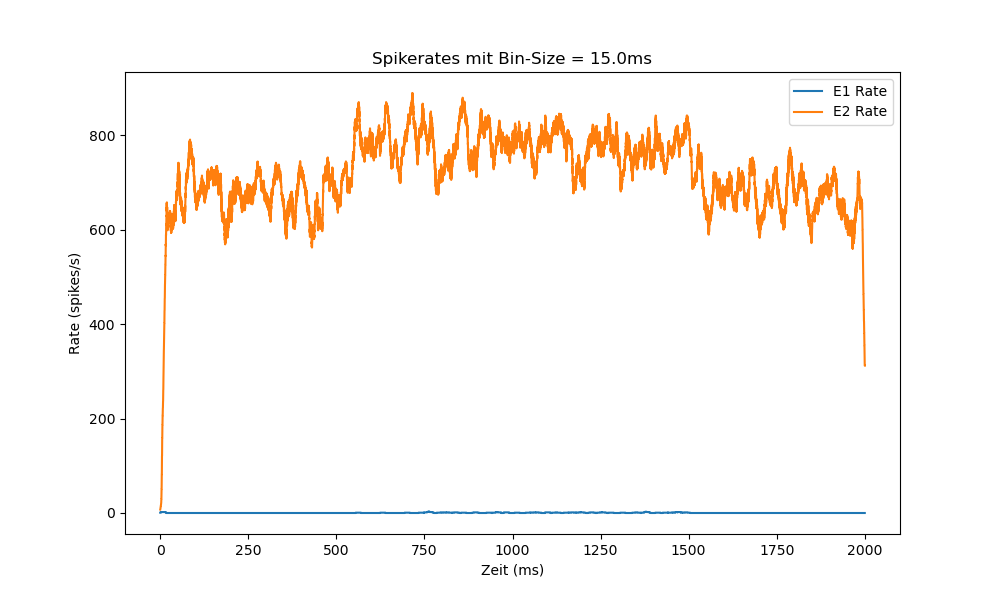 Spikerates mit Bin-Size = 15.0ms
E1 Rate
E2 Rate
Rate (spikes/s)
800
600
400
200
0
0 250 500 750 1000 1250 1500 1750 2000
Zeit (ms)